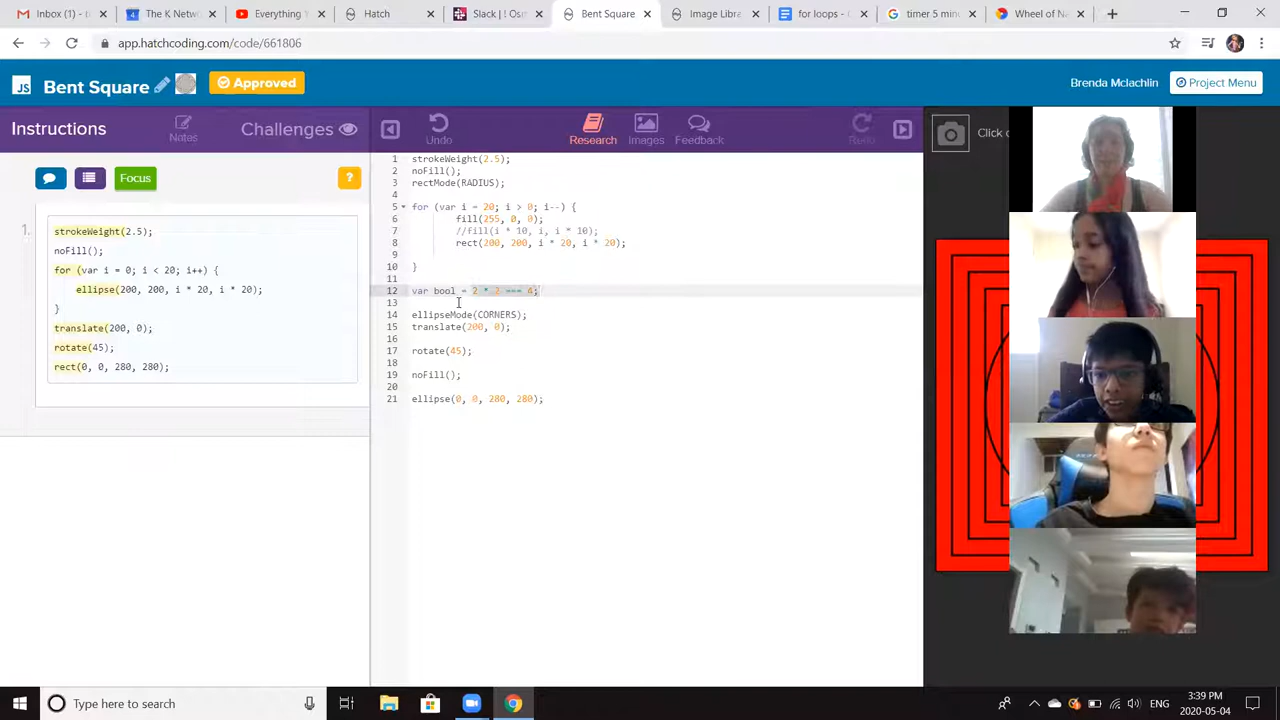 Inbox (1)
The K Netw
Everything
Hatch
Slack | ! Osm
Bent Square
Image Libra
for loops - G
timer 5 minu
Wheel of Na
app.hatchcoding.com/code/661806
JS Bent Square Approved
Brenda Mclachlin Project Menu
Instructions Notes Challenges Undo Research Images Feedback Redo Click
Focus ?
1.
strokeWeight(2.5);
noFill();
for (var i = 0; i < 20; i++) {
ellipse(200, 200, i * 20, i * 20);
}
translate(200, 0);
rotate(45);
rect(0, 0, 280, 280);
1 strokeWeight(2.5);
2 noFill();
3 rectMode(RADIUS);
4
5 for (var i = 20; i > 0; i--) {
6 fill(255, 0, 0);
7 //fill(i * 10, i, i * 10);
8 rect(200, 200, i * 20, i * 20);
9
10 }
11
12 var bool = 2 * 2 === 4;
13
14 ellipseMode(CORNERS);
15 translate(200, 0);
16
17 rotate(45);
18
19 noFill();
20
21 ellipse(0, 0, 280, 280);
Type here to search
ENG
3:39 PM
2020-05-04